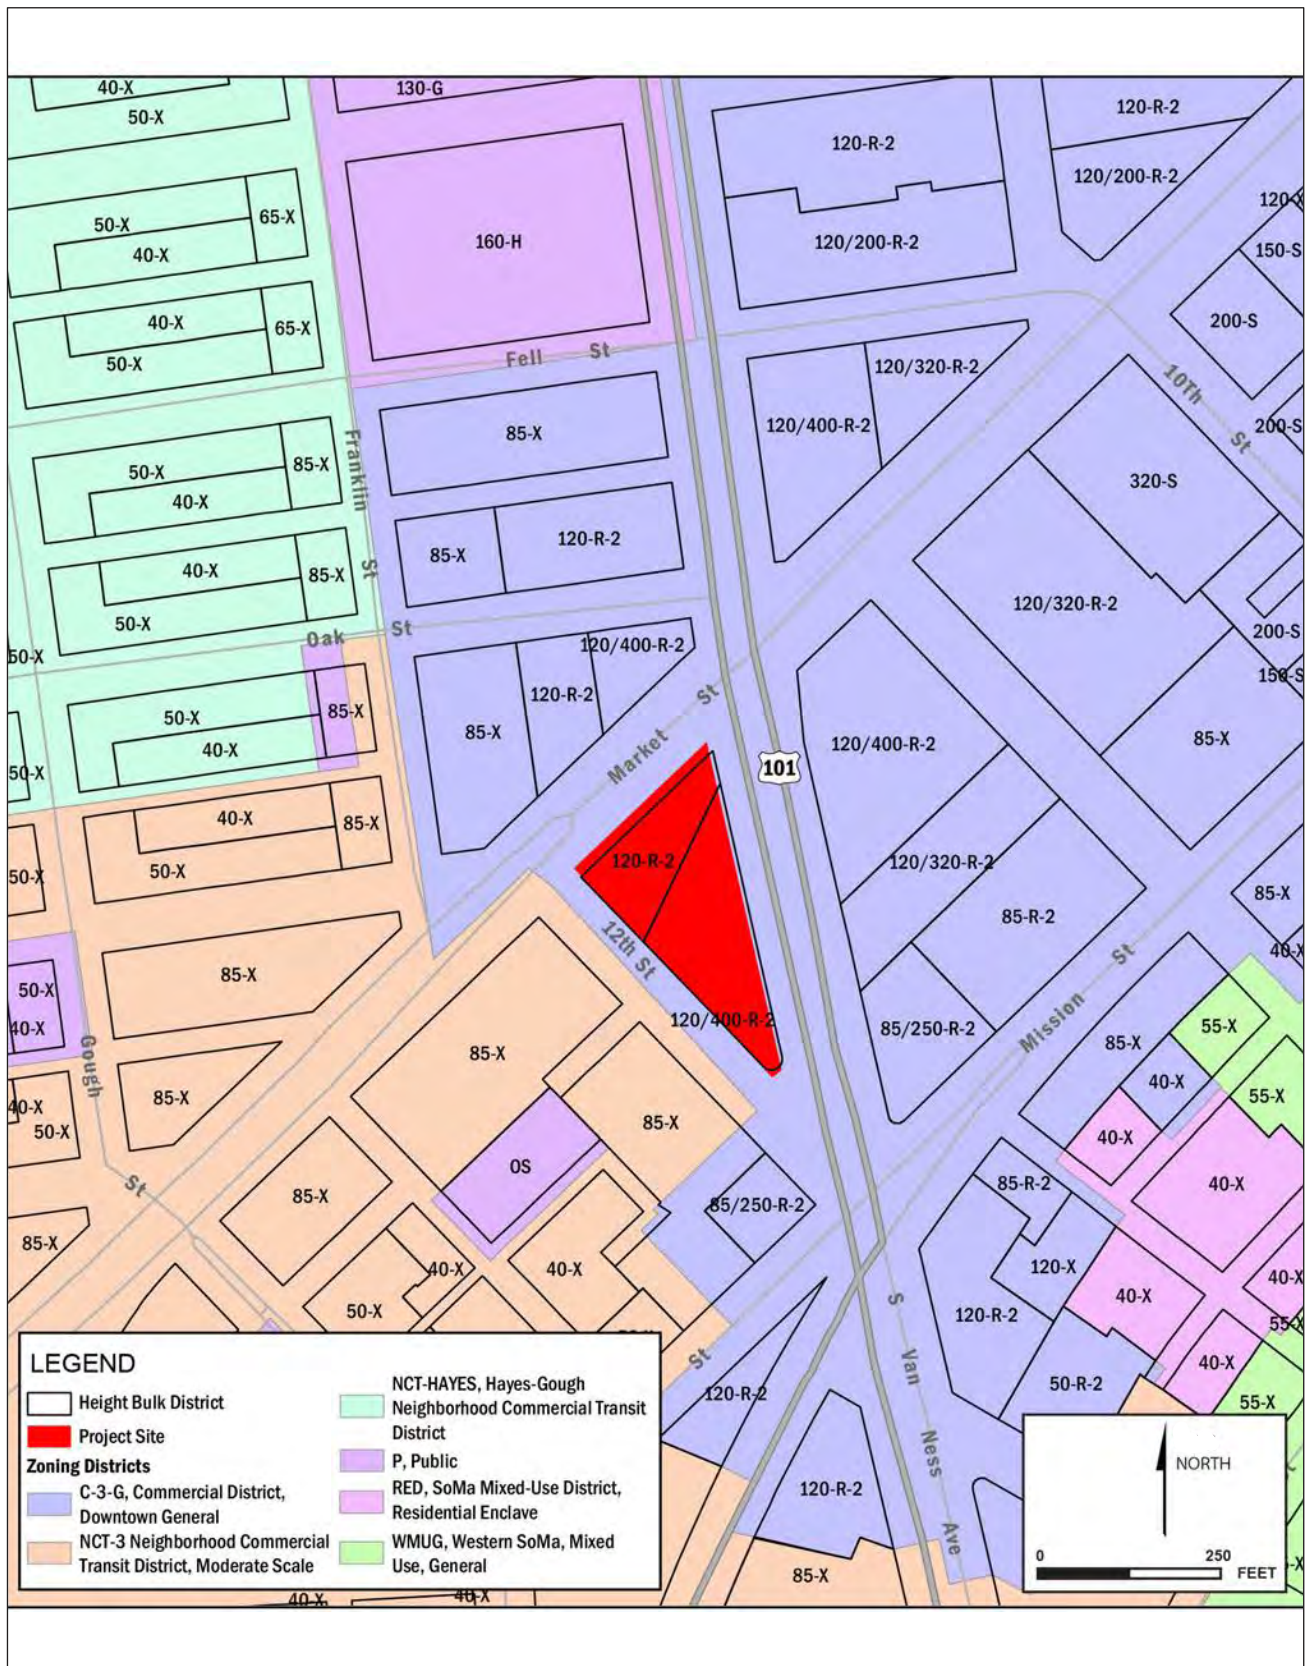 40-X
130-G
50-X
120-R-2
120-R-2
120/200-R-2
120-X
65-X
50-X
40-X
160-H
120/200-R-2
150-S
200-S
40-X
65-X
50-X
Fell St
120/320-R-2
10Th St
120/400-R-2
200-S
85-X
Franklin St
50-X
85-X
40-X
320-S
85-X
120-R-2
40-X
85-X
50-X
120/320-R-2
200-S
Oak St
50-X
120/400-R-2
150-S
120-R-2
50-X
85-X
40-X
85-X
Market St
120/400-R-2
85-X
101
50-X
40-X
85-X
50-X
120-R-2
120/320-R-2
50-X
85-X
85-R-2
12th St
40-X
85-X
50-X
40-X
120/400-R-2
85/250-R-2
Mission St
85-X
55-X
85-X
40-X
55-X
Gough St
85-X
40-X
50-X
85-X
40-X
OS
85-X
85-R-2
40-X
85/250-R-2
85-X
40-X
40-X
120-X
40-X
50-X
40-X
120-R-2
55-X
S Van Ness Ave
St
120-R-2
50-R-2
40-X
55-X
120-R-2
85-X
40-X
40-X
LEGEND
Height Bulk District
Project Site
Zoning Districts
C-3-G, Commercial District,
Downtown General
NCT-3 Neighborhood Commercial
Transit District, Moderate Scale
NCT-HAYES, Hayes-Gough
Neighborhood Commercial Transit
District
P, Public
RED, SoMa Mixed-Use District,
Residential Enclave
WMUG, Western SoMa, Mixed
Use, General
NORTH
0 250
FEET